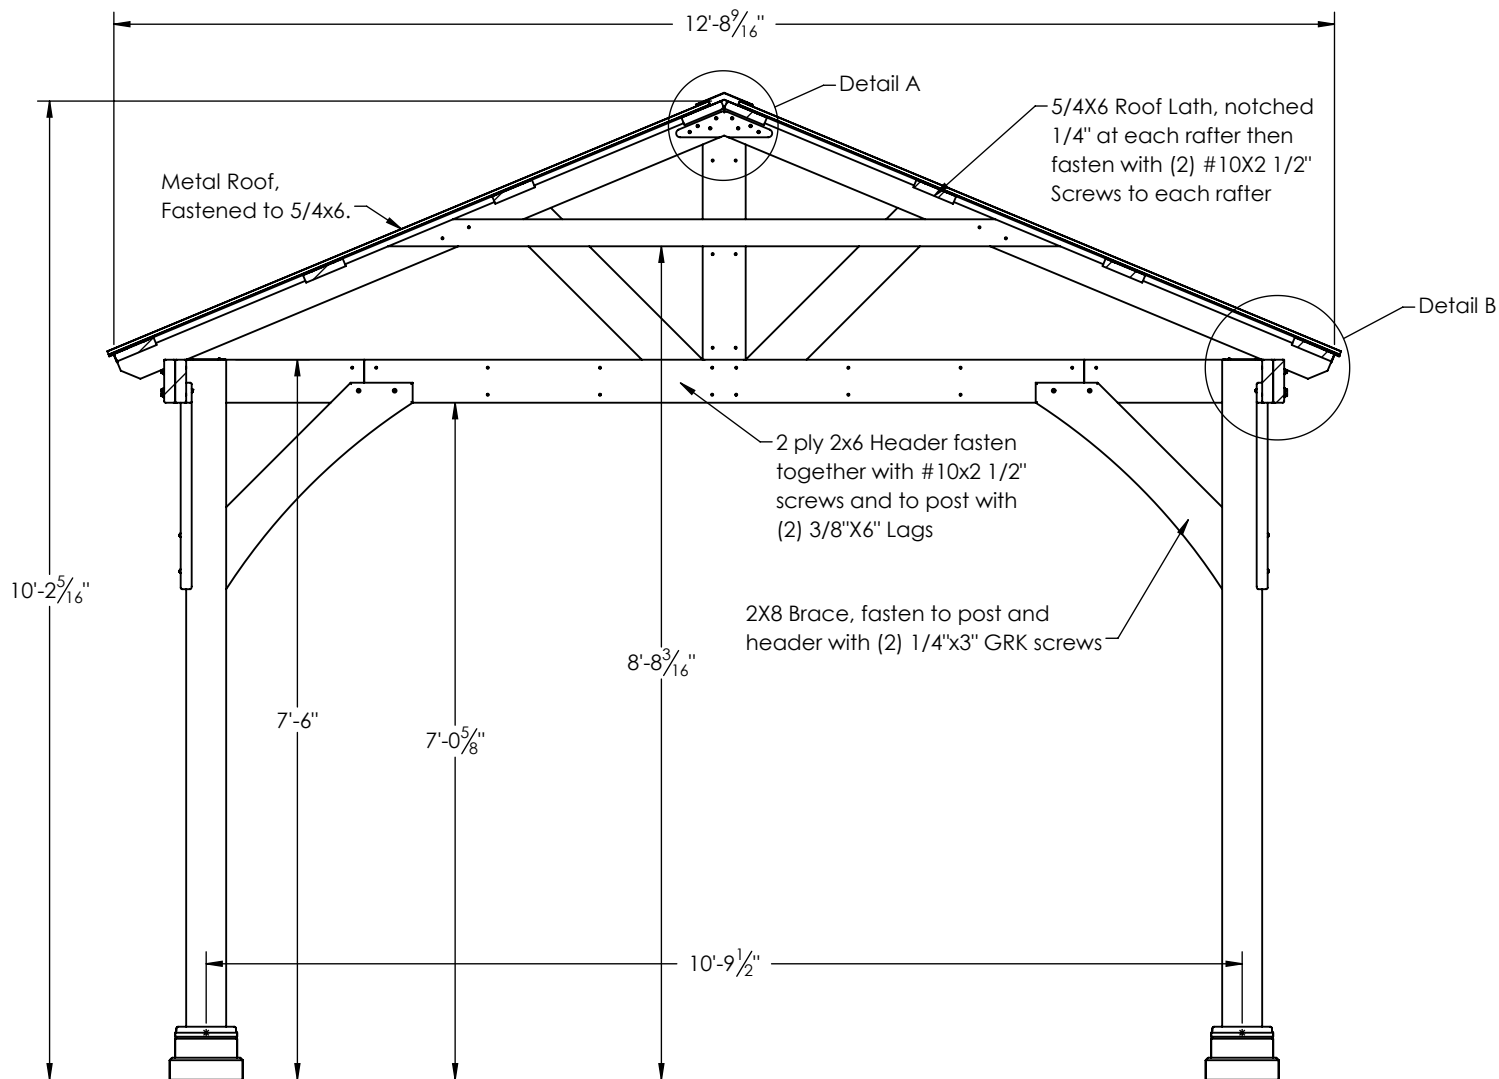 12'-8 9/16"
Detail A
5/4X6 Roof Lath, notched
1/4" at each rafter then
fasten with (2) #10X2 1/2"
Screws to each rafter
Metal Roof,
Fastened to 5/4x6.
Detail B
2 ply 2x6 Header fasten
together with #10x2 1/2"
screws and to post with
(2) 3/8"X6" Lags
10'-2 5/16"
2X8 Brace, fasten to post and
header with (2) 1/4"x3" GRK screws
8'-8 3/16"
7'-6"
7'-0 5/8"
10'-9 1/2"